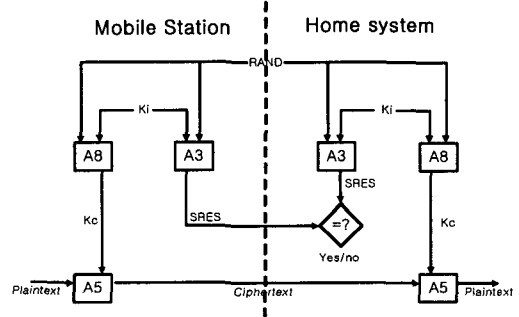 Mobile Station
Home system
RAND
Ki
Ki
A8
A3
A3
A8
SRES
Kc
SRES
=?
Kc
Yes/no
Plaintext
A5
Ciphertext
A5
Plaintext